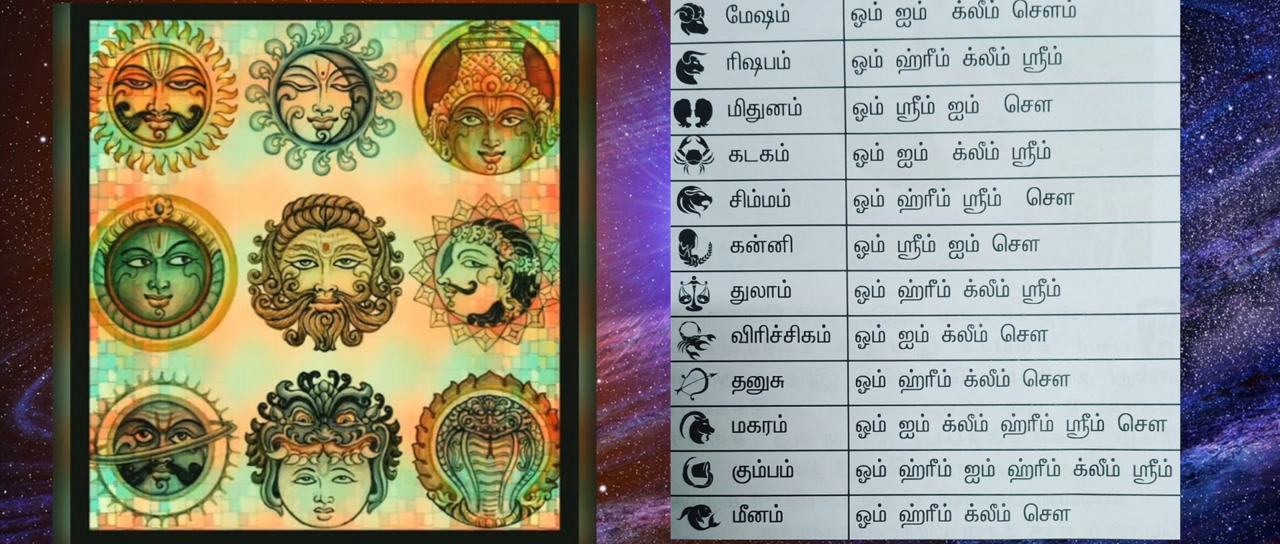 மேஷம் ஓம் ஐம் க்லீம் சௌம்
ரிஷபம் ஓம் ஹ்ரீம் க்லீம் ஸ்ரீம்
மிதுனம் ஓம் ஸ்ரீம் ஐம் சௌ
கடகம் ஓம் ஐம் க்லீம் ஸ்ரீம்
சிம்மம் ஓம் ஹ்ரீம் ஸ்ரீம் சௌ
கன்னி ஓம் ஸ்ரீம் ஐம் சௌ
துலாம் ஓம் ஹ்ரீம் க்லீம் ஸ்ரீம்
விரிச்சிகம் ஓம் ஐம் க்லீம் சௌ
தனுசு ஓம் ஹ்ரீம் க்லீம் சௌ
மகரம் ஓம் ஐம் க்லீம் ஹ்ரீம் ஸ்ரீம் சௌ
கும்பம் ஓம் ஹ்ரீம் ஐம் ஹ்ரீம் க்லீம் ஸ்ரீம்
மீனம் ஓம் ஹ்ரீம் க்லீம் சௌ